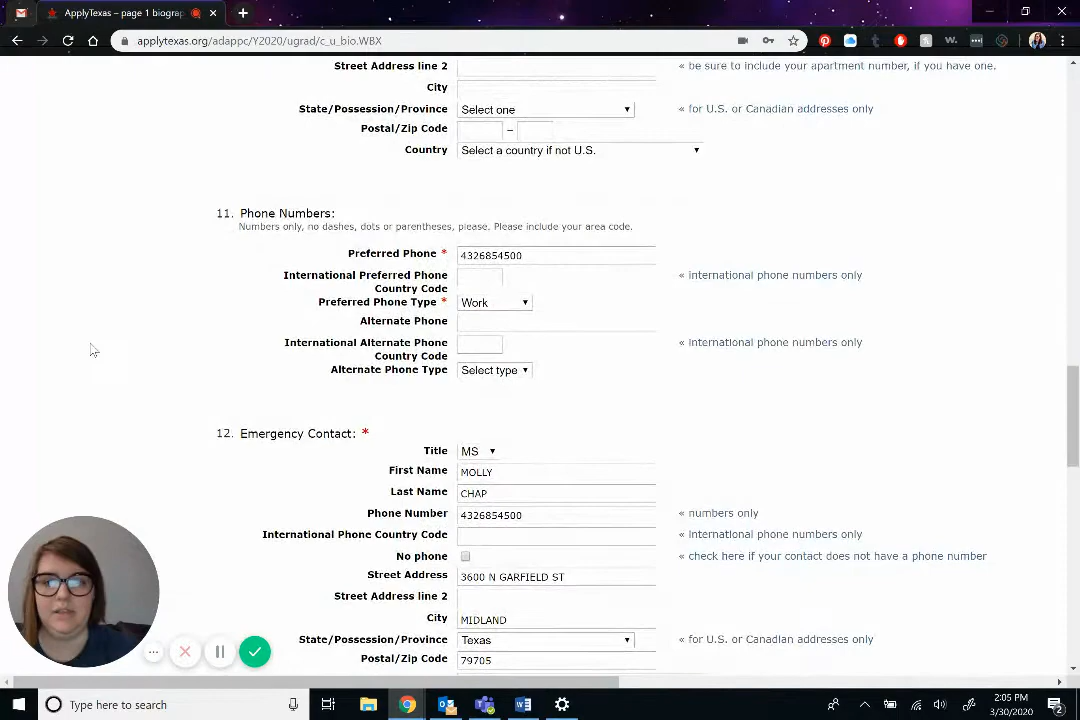 ApplyTexas – page 1 biograp
applytexas.org/adappc/Y2020/ugrad/c_u_bio.WBX
Street Address line 2
« be sure to include your apartment number, if you have one.
City
State/Possession/Province Select one « for U.S. or Canadian addresses only
Postal/Zip Code –
Country Select a country if not U.S.
11. Phone Numbers:
Numbers only, no dashes, dots or parentheses, please. Please include your area code.
Preferred Phone * 4326854500
International Preferred Phone « international phone numbers only
Country Code
Preferred Phone Type * Work
Alternate Phone
International Alternate Phone « international phone numbers only
Country Code
Alternate Phone Type Select type
12. Emergency Contact: *
Title MS
First Name MOLLY
Last Name CHAP
Phone Number 4326854500 « numbers only
International Phone Country Code « International phone numbers only
No phone « check here if your contact does not have a phone number
Street Address 3600 N GARFIELD ST
Street Address line 2
City MIDLAND
State/Possession/Province Texas « for U.S. or Canadian addresses only
Postal/Zip Code 79705
Type here to search
2:05 PM
3/30/2020
2